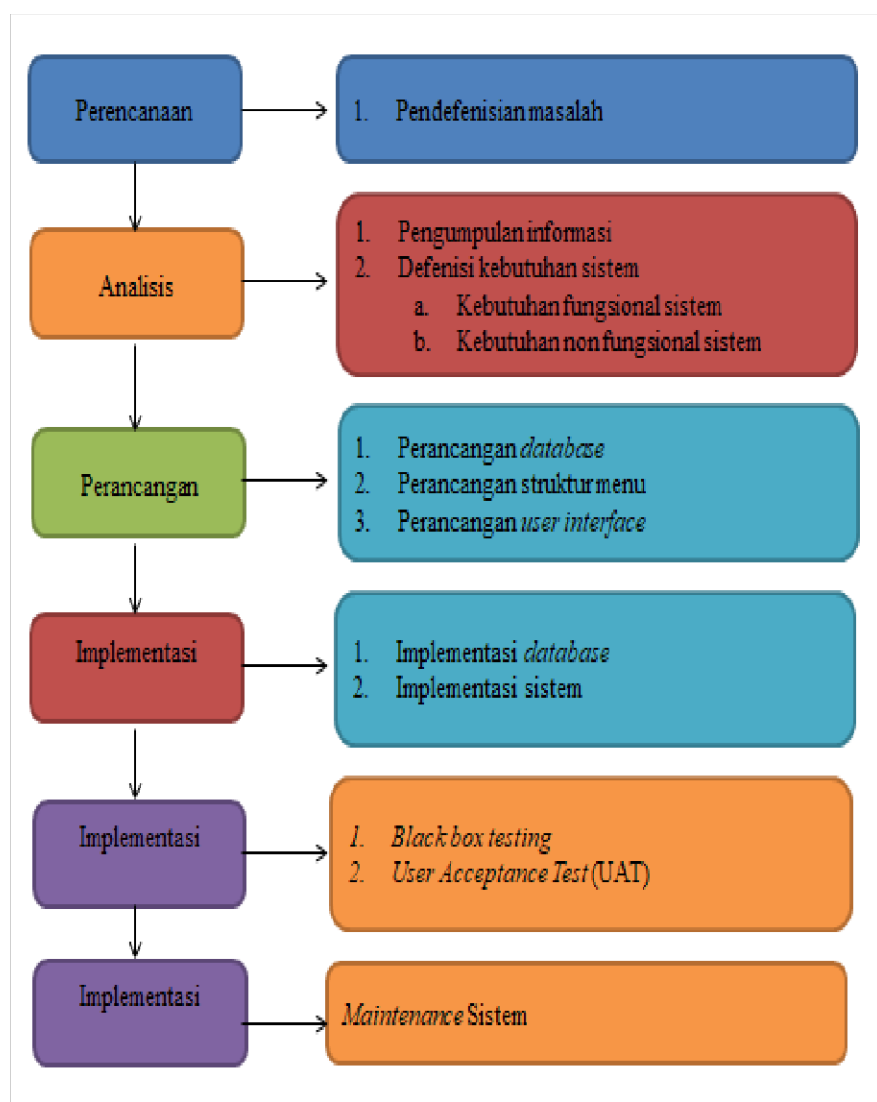 Perencanaan
1. Pendefenisian masalah
Analisis
1. Pengumpulan informasi
2. Defenisi kebutuhan sistem
a. Kebutuhan fungsional sistem
b. Kebutuhan non fungsional sistem
Perancangan
1. Perancangan database
2. Perancangan struktur menu
3. Perancangan user interface
Implementasi
1. Implementasi database
2. Implementasi sistem
Implementasi
1. Black box testing
2. User Acceptance Test (UAT)
Implementasi
Maintenance Sistem